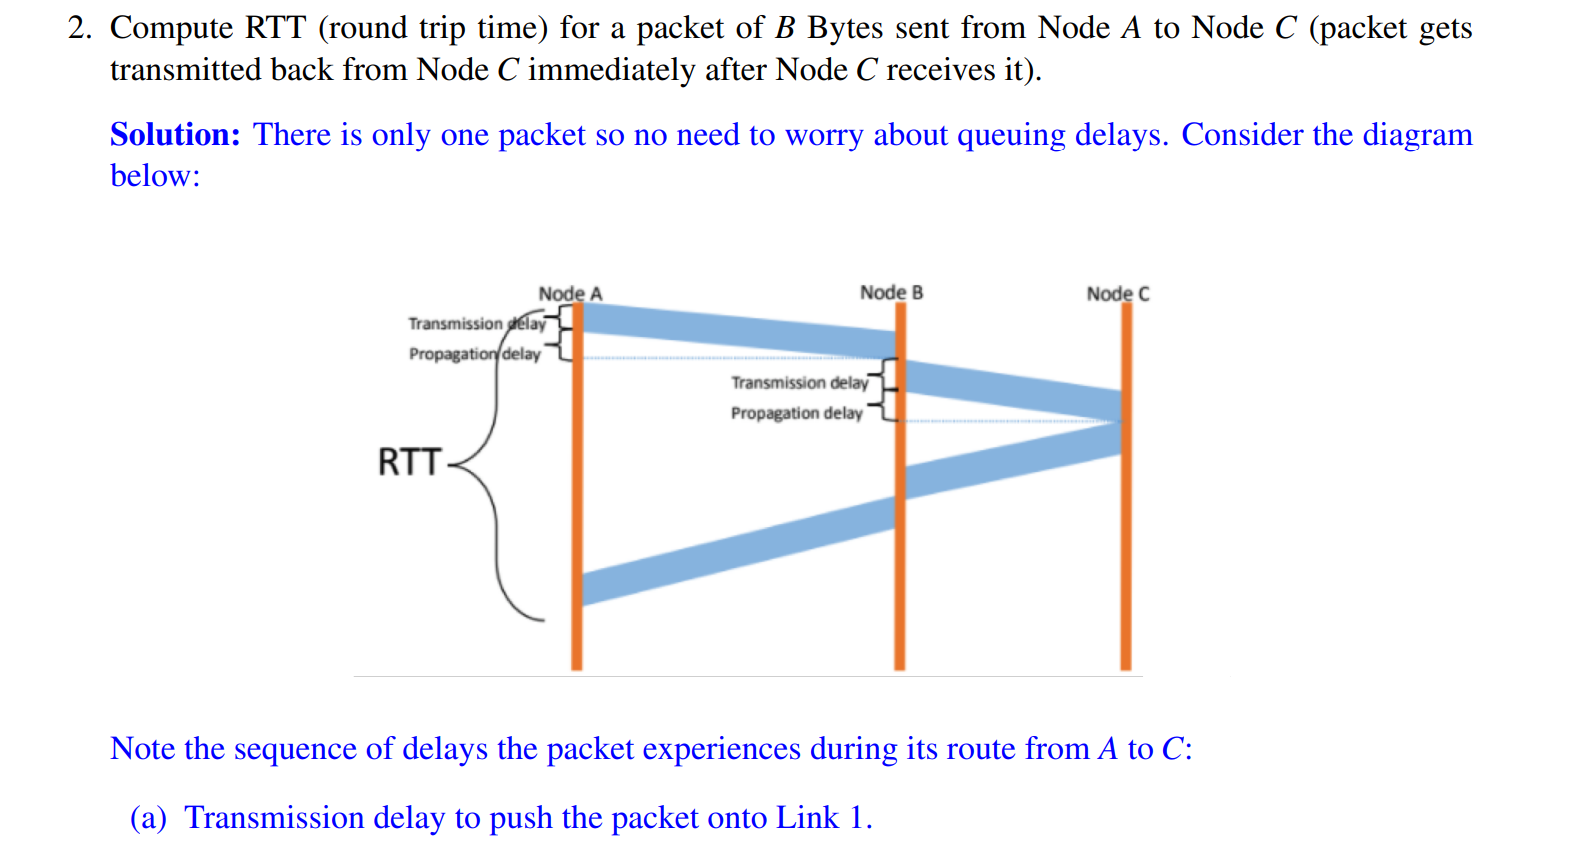 2. Compute RTT (round trip time) for a packet of B Bytes sent from Node A to Node C (packet gets
transmitted back from Node C immediately after Node C receives it).
Solution: There is only one packet so no need to worry about queuing delays. Consider the diagram
below:
Node A
Node B
Node C
Transmission delay
Propagation delay
Transmission delay
Propagation delay
RTT
Note the sequence of delays the packet experiences during its route from A to C:
(a) Transmission delay to push the packet onto Link 1.